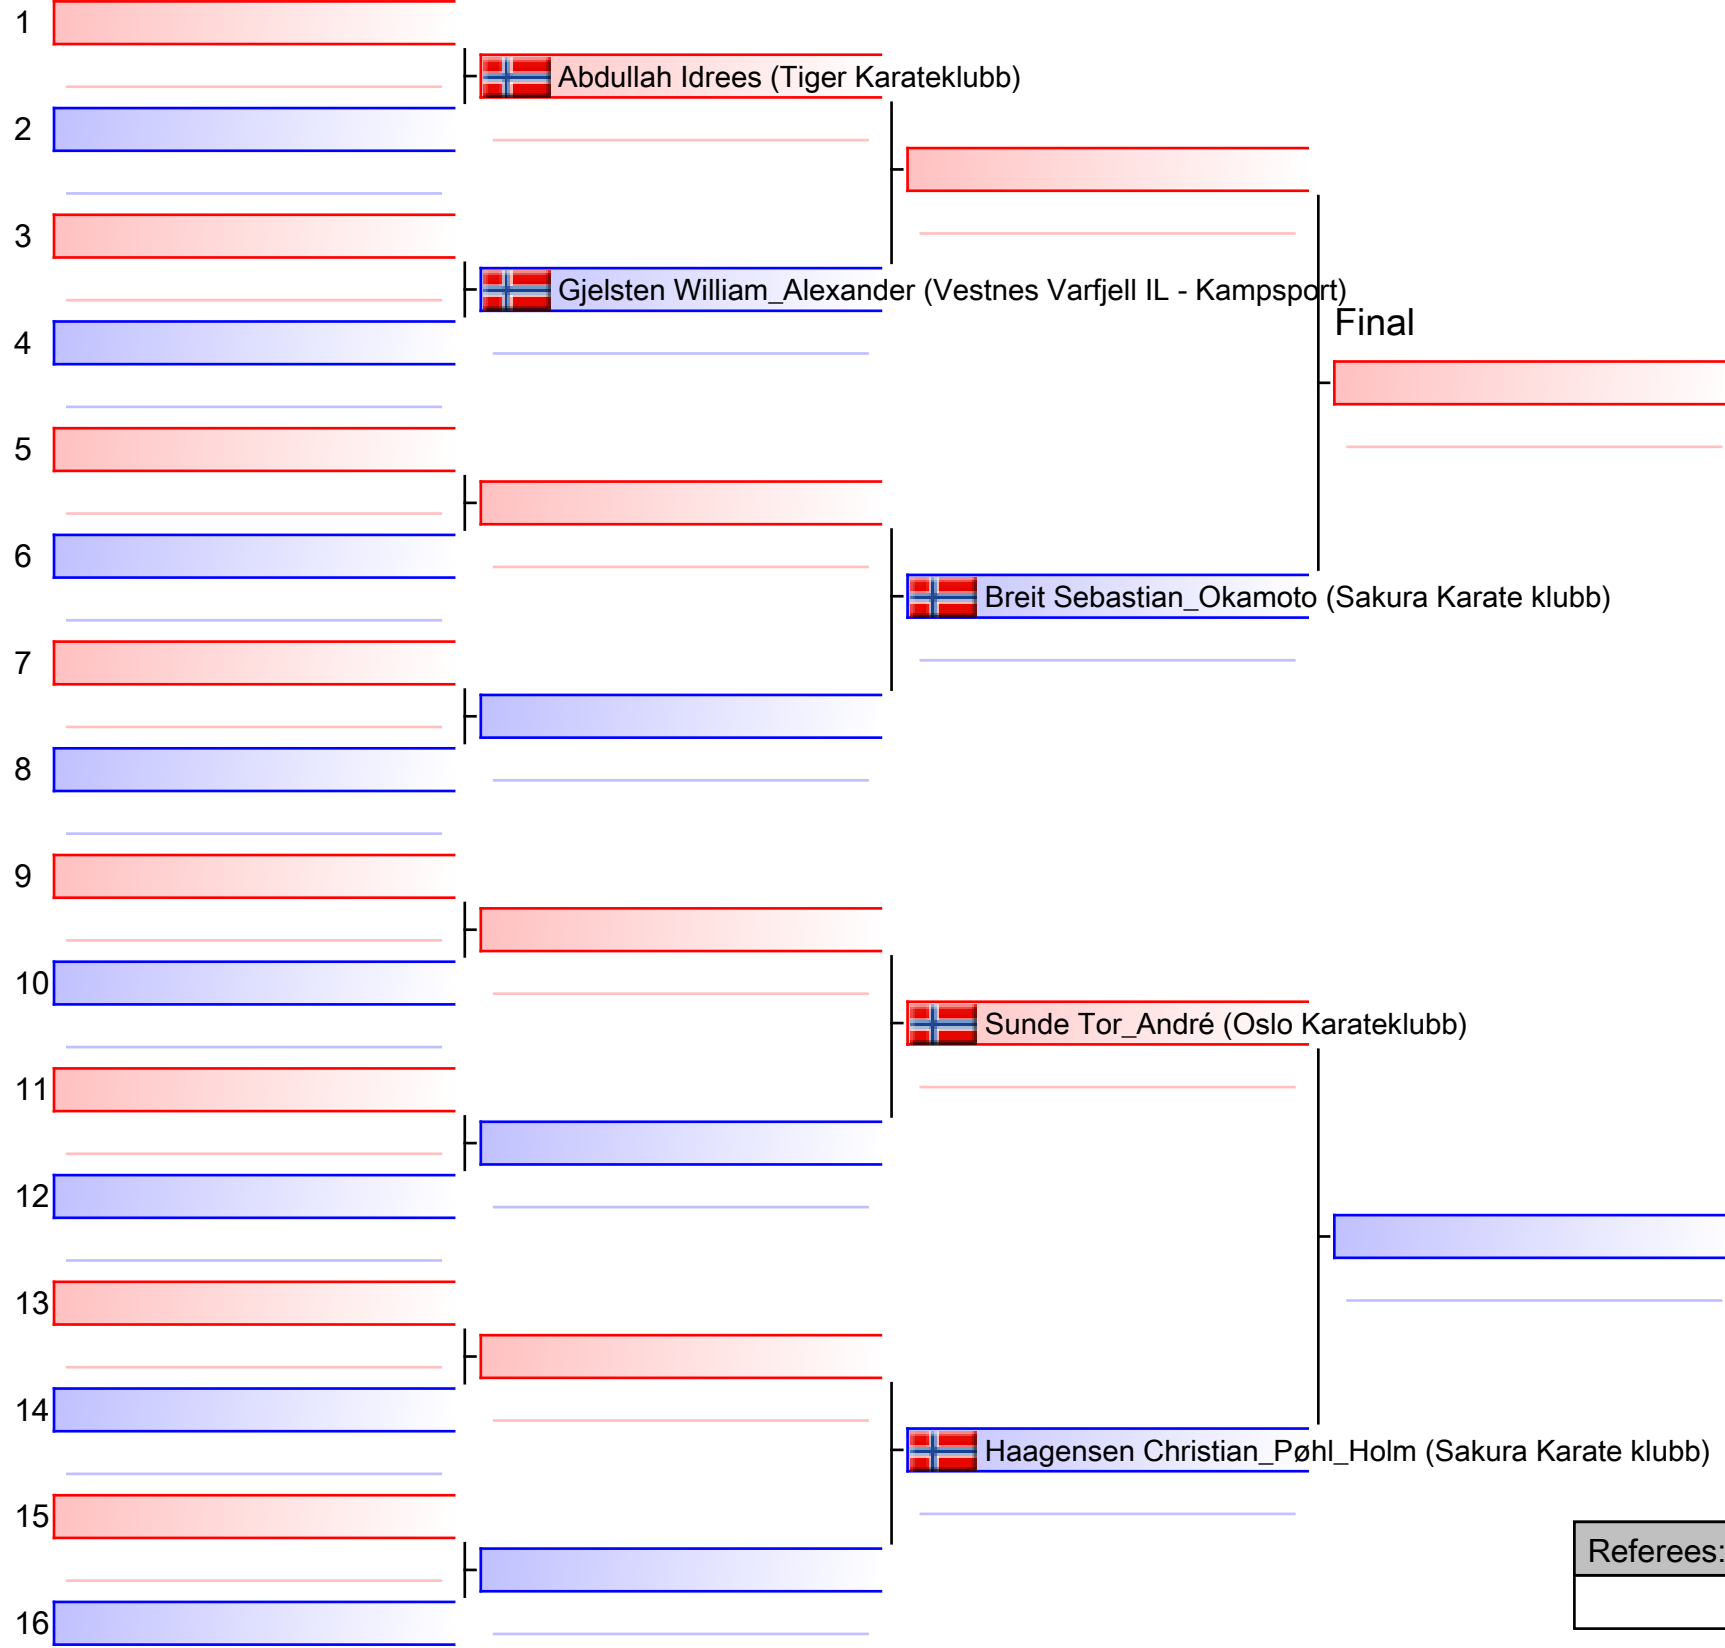 1
Abdullah Idrees (Tiger Karateklubb)
2
3
Gjelsten William_Alexander (Vestnes Varfjell IL - Kampsport)
Final
4
5
6
Breit Sebastian_Okamoto (Sakura Karate klubb)
7
8
9
10
Sunde Tor_André (Oslo Karateklubb)
11
12
13
14
Haagensen Christian_Pøhl_Holm (Sakura Karate klubb)
15
Referees:
16